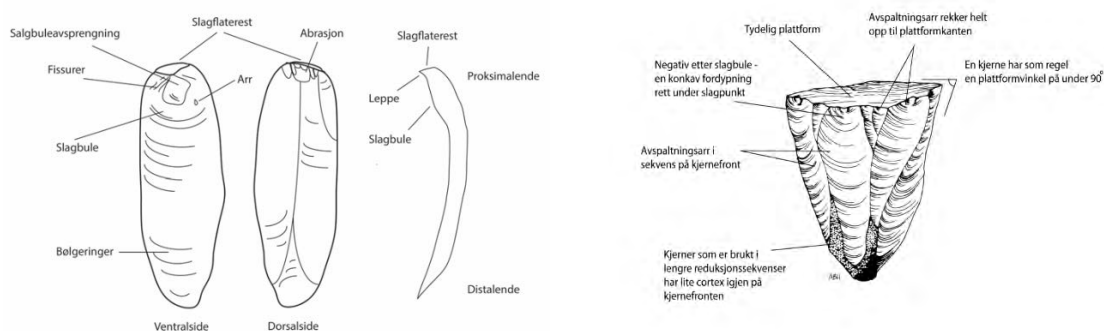 Slagflaterest
Salgbuleavsprengning
Abrasjon
Fissurer
Arr
Slagbule
Bølgeringer
Ventralside
Dorsalside
Slagflaterest
Proksimalende
Leppe
Slagbule
Distalende
Tydelig plattform
Avspaltningsarr rekker helt
opp til plattformkanten
Negativ etter slagbule -
en konkav fordypning
rett under slagpunkt
En kjerne har som regel
en plattformvinkel på under 90°
Avspaltningsarr i
sekvens på kjernefront
Kjerner som er brukt i
lengre reduksjonssekvenser
har lite cortex igjen på
kjernefronten